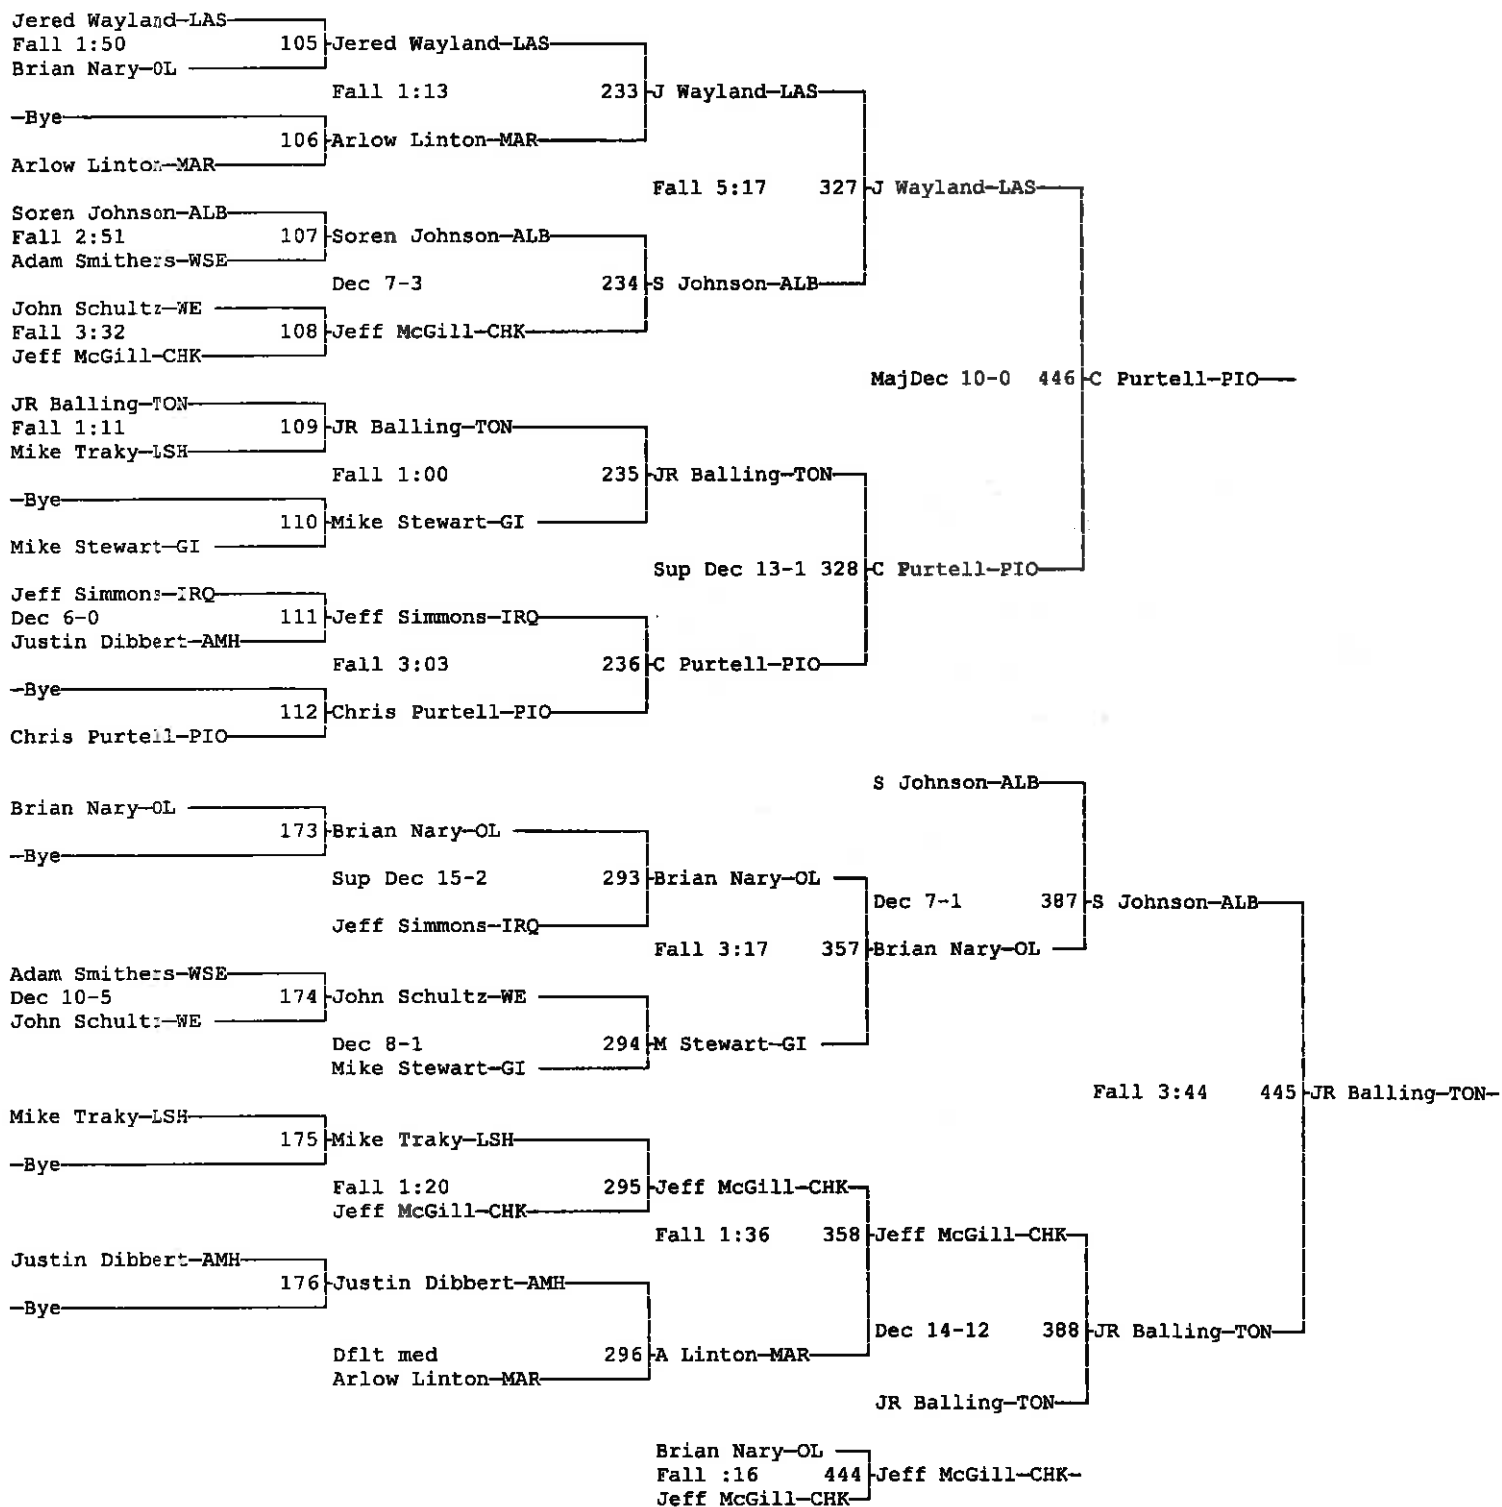 Jered Wayland-LAS
Fall 1:50 105 Jered Wayland-LAS
Brian Nary-OL
Fall 1:13 233 J Wayland-LAS
-Bye
106 Arlow Linton-MAR
Arlow Linton-MAR
Fall 5:17 327 J Wayland-LAS
Soren Johnson-ALB
Fall 2:51 107 Soren Johnson-ALB
Adam Smithers-WSE
Dec 7-3 234 S Johnson-ALB
John Schultz-WE
Fall 3:32 108 Jeff McGill-CHK
Jeff McGill-CHK
MajDec 10-0 446 C Purtell-PIO
JR Balling-TON
Fall 1:11 109 JR Balling-TON
Mike Traky-LSH
Fall 1:00 235 JR Balling-TON
-Bye
110 Mike Stewart-GI
Mike Stewart-GI
Sup Dec 13-1 328 C Purtell-PIO
Jeff Simmons-IRQ
Dec 6-0 111 Jeff Simmons-IRQ
Justin Dibbert-AMH
Fall 3:03 236 C Purtell-PIO
-Bye
112 Chris Purtell-PIO
Chris Purtell-PIO
S Johnson-ALB
Brian Nary-OL
173 Brian Nary-OL
-Bye
Sup Dec 15-2 293 Brian Nary-OL
Dec 7-1 387 S Johnson-ALB
Jeff Simmons-IRQ
Fall 3:17 357 Brian Nary-OL
Adam Smithers-WSE
Dec 10-5 174 John Schultz-WE
John Schultz-WE
Dec 8-1 294 M Stewart-GI
Mike Stewart-GI
Fall 3:44 445 JR Balling-TON-
Mike Traky-LSH
175 Mike Traky-LSH
-Bye
Fall 1:20 295 Jeff McGill-CHK
Jeff McGill-CHK
Fall 1:36 358 Jeff McGill-CHK
Justin Dibbert-AMH
176 Justin Dibbert-AMH
-Bye
Dec 14-12 388 JR Balling-TON
Dflt med 296 A Linton-MAR
Arlow Linton-MAR
JR Balling-TON
Brian Nary-OL
Fall :16 444 Jeff McGill-CHK-
Jeff McGill-CHK